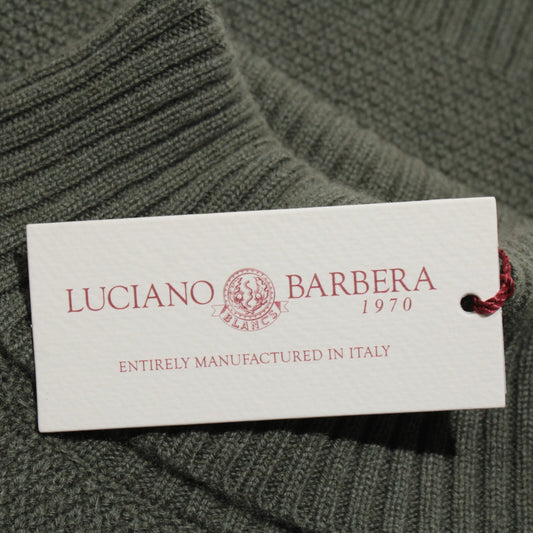 LUCIANO BARBERA
1970
BLANCS
ENTIRELY MANUFACTURED IN ITALY